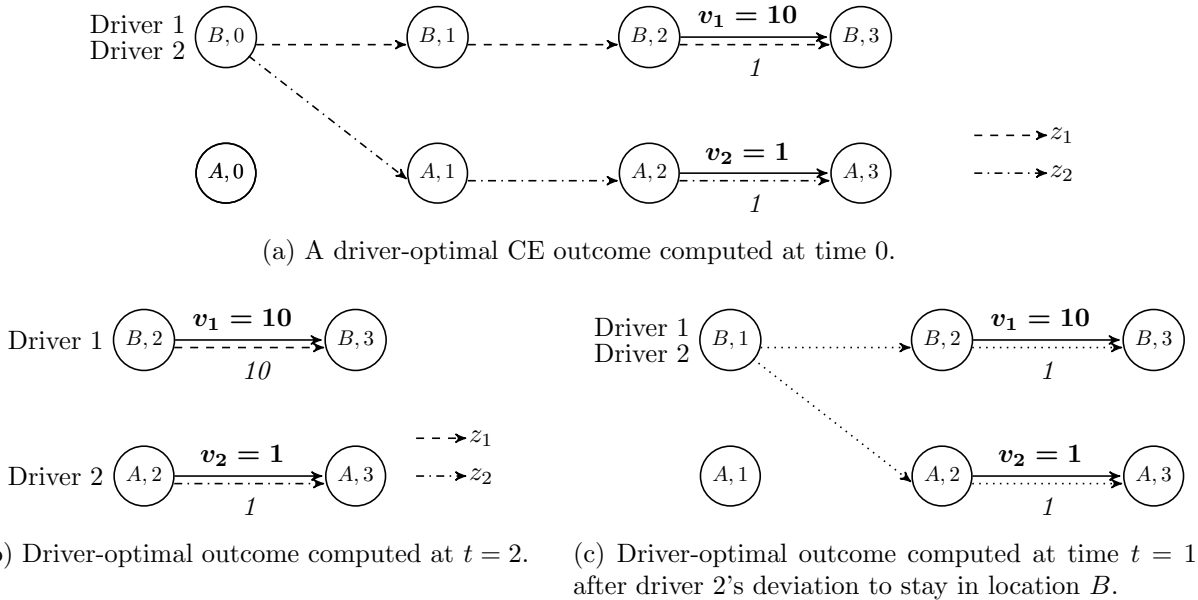 Driver 1
Driver 2
B, 0
B, 1
B, 2
v₁ = 10
B, 3
1
A, 0
A, 1
A, 2
v₂ = 1
A, 3
1
z₁
z₂
(a) A driver-optimal CE outcome computed at time 0.
Driver 1
B, 2
v₁ = 10
B, 3
10
Driver 2
A, 2
v₂ = 1
A, 3
1
z₁
z₂
) Driver-optimal outcome computed at t = 2.
Driver 1
Driver 2
B, 1
B, 2
v₁ = 10
B, 3
1
A, 1
A, 2
v₂ = 1
A, 3
1
(c) Driver-optimal outcome computed at time t = 1
after driver 2's deviation to stay in location B.